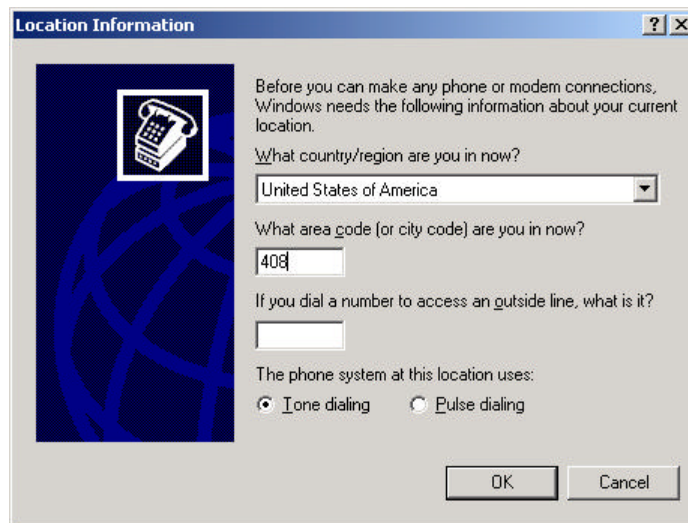 Location Information
Before you can make any phone or modem connections,
Windows needs the following information about your current
location.
What country/region are you in now?
United States of America
What area code (or city code) are you in now?
408
If you dial a number to access an outside line, what is it?
The phone system at this location uses:
Tone dialing Pulse dialing
OK Cancel